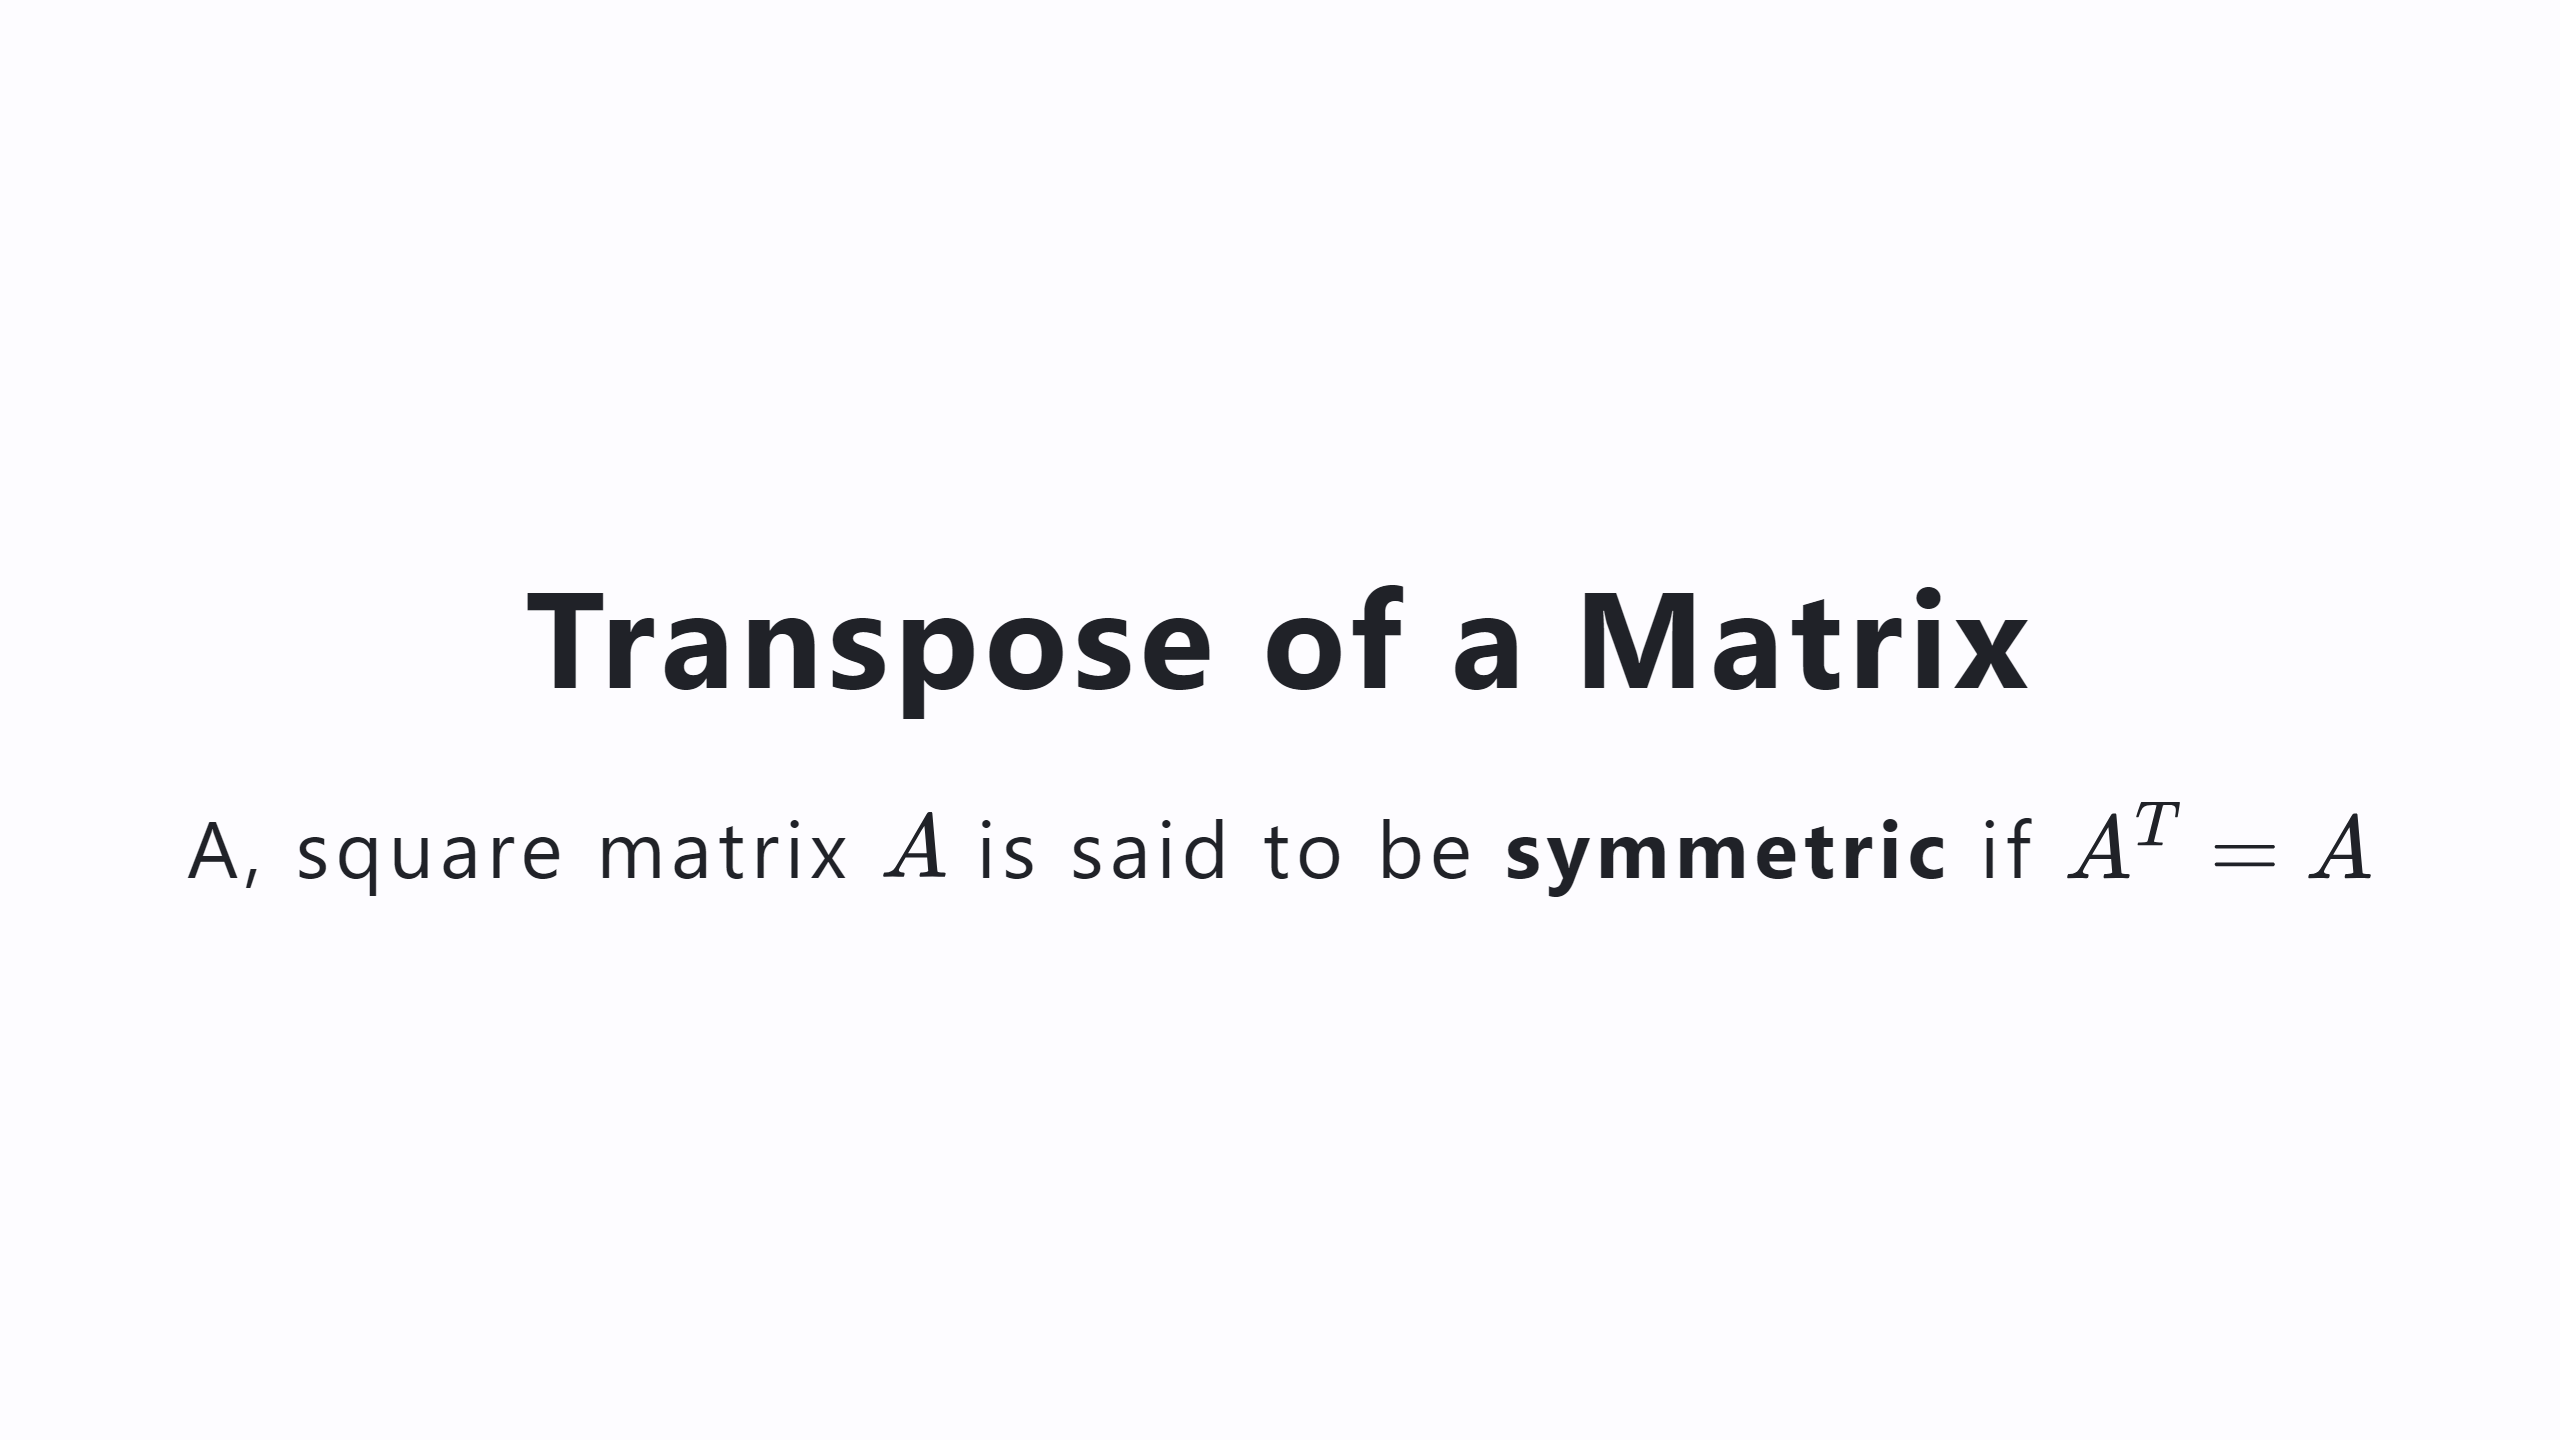 Transpose of a Matrix
A, square matrix A is said to be symmetric if A^T = A